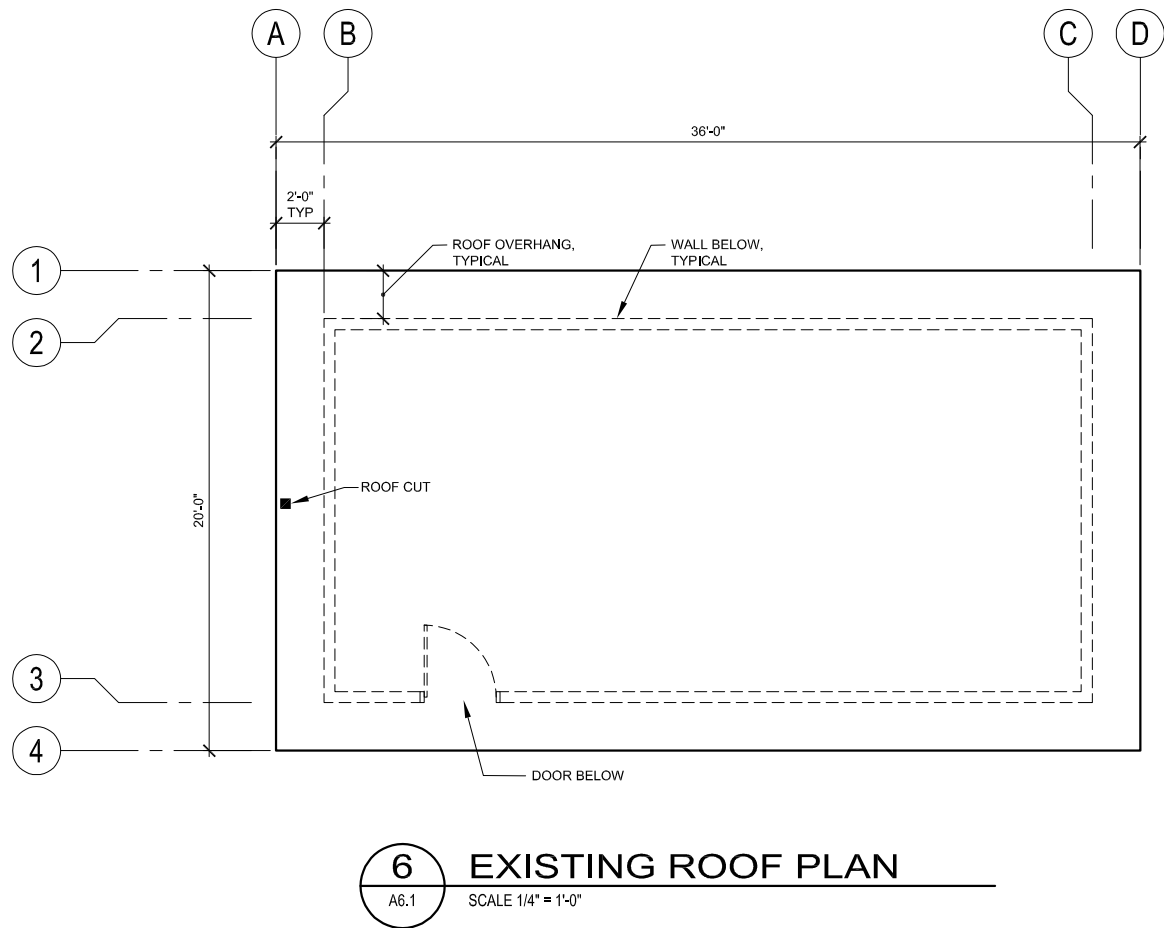 A
B
C
D
36'-0"
2'-0"
TYP
ROOF OVERHANG,
TYPICAL
WALL BELOW,
TYPICAL
1
2
ROOF CUT
20'-0"
3
4
DOOR BELOW
6
EXISTING ROOF PLAN
A6.1
SCALE 1/4" = 1'-0"